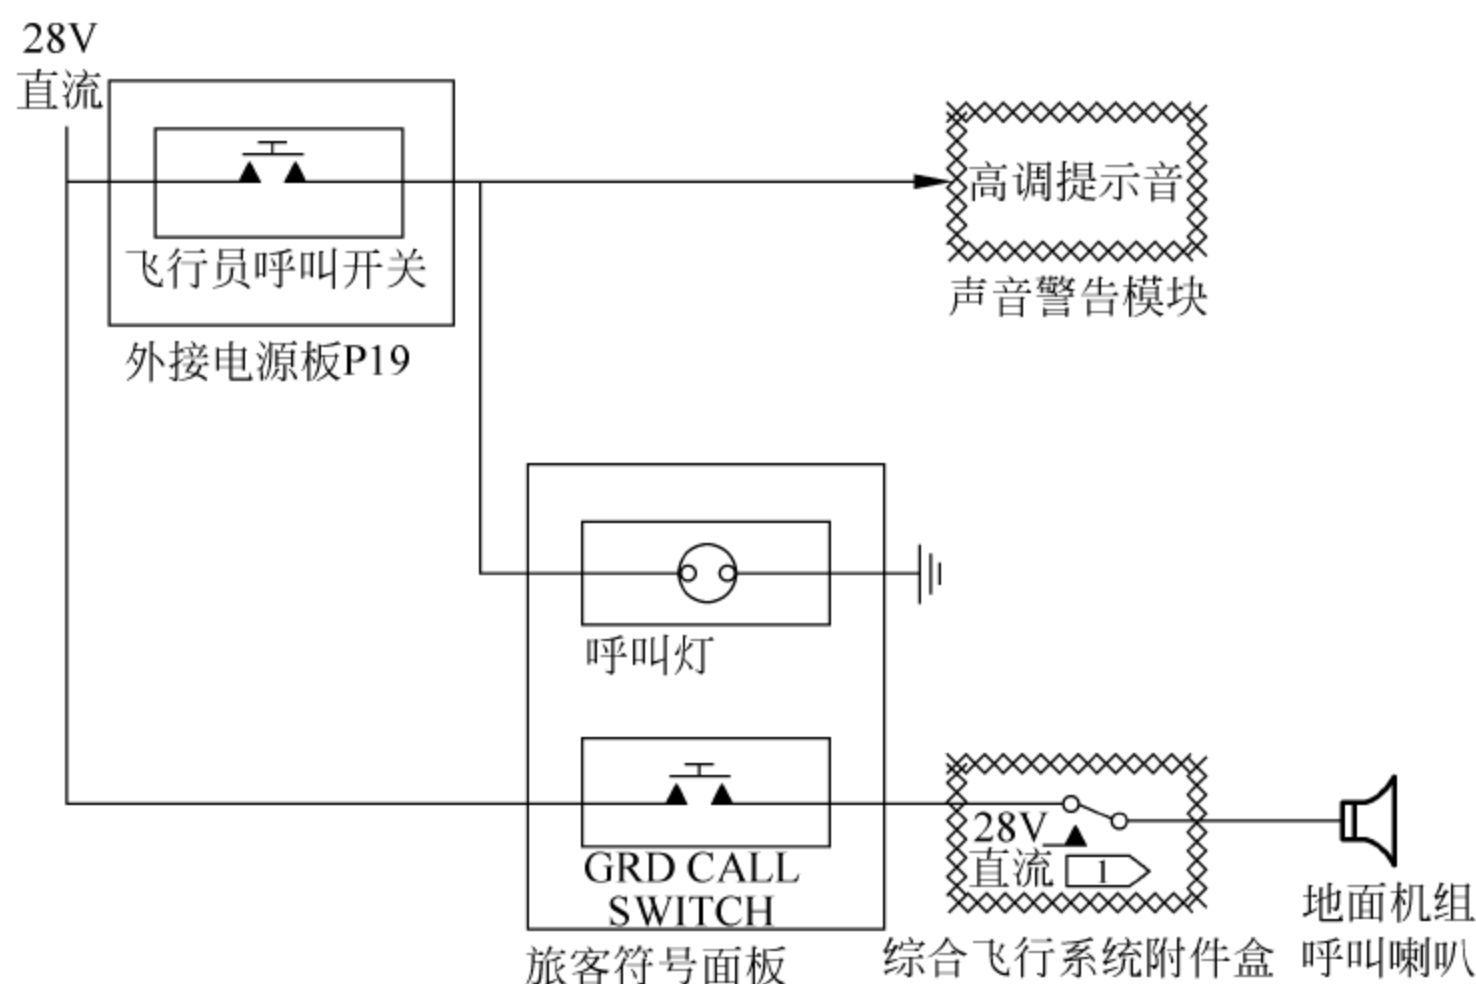 28V
直流
飞行员呼叫开关
外接电源板P19
高调提示音
声音警告模块
呼叫灯
GRD CALL
SWITCH
旅客符号面板
28V
直流
1
综合飞行系统附件盒
地面机组
呼叫喇叭